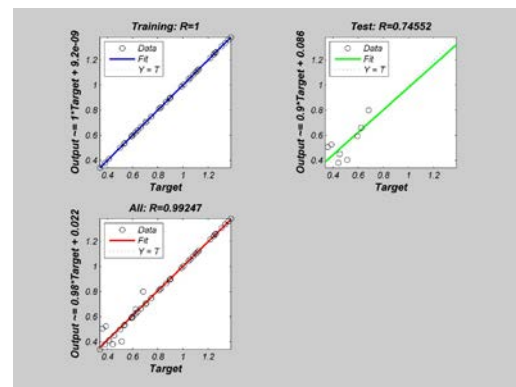 Training: R=1
Output ~= 1*Target + 9.2e-09
Data
Fit
Y = T
1.2
1
0.8
0.6
0.4
0.4 0.6 0.8 1 1.2
Target
Test: R=0.74552
Output ~= 0.9*Target + 0.086
Data
Fit
Y = T
1.2
1
0.8
0.6
0.4
0.4 0.6 0.8 1 1.2
Target
All: R=0.99247
Output ~= 0.98*Target + 0.022
Data
Fit
Y = T
1.2
1
0.8
0.6
0.4
0.4 0.6 0.8 1 1.2
Target